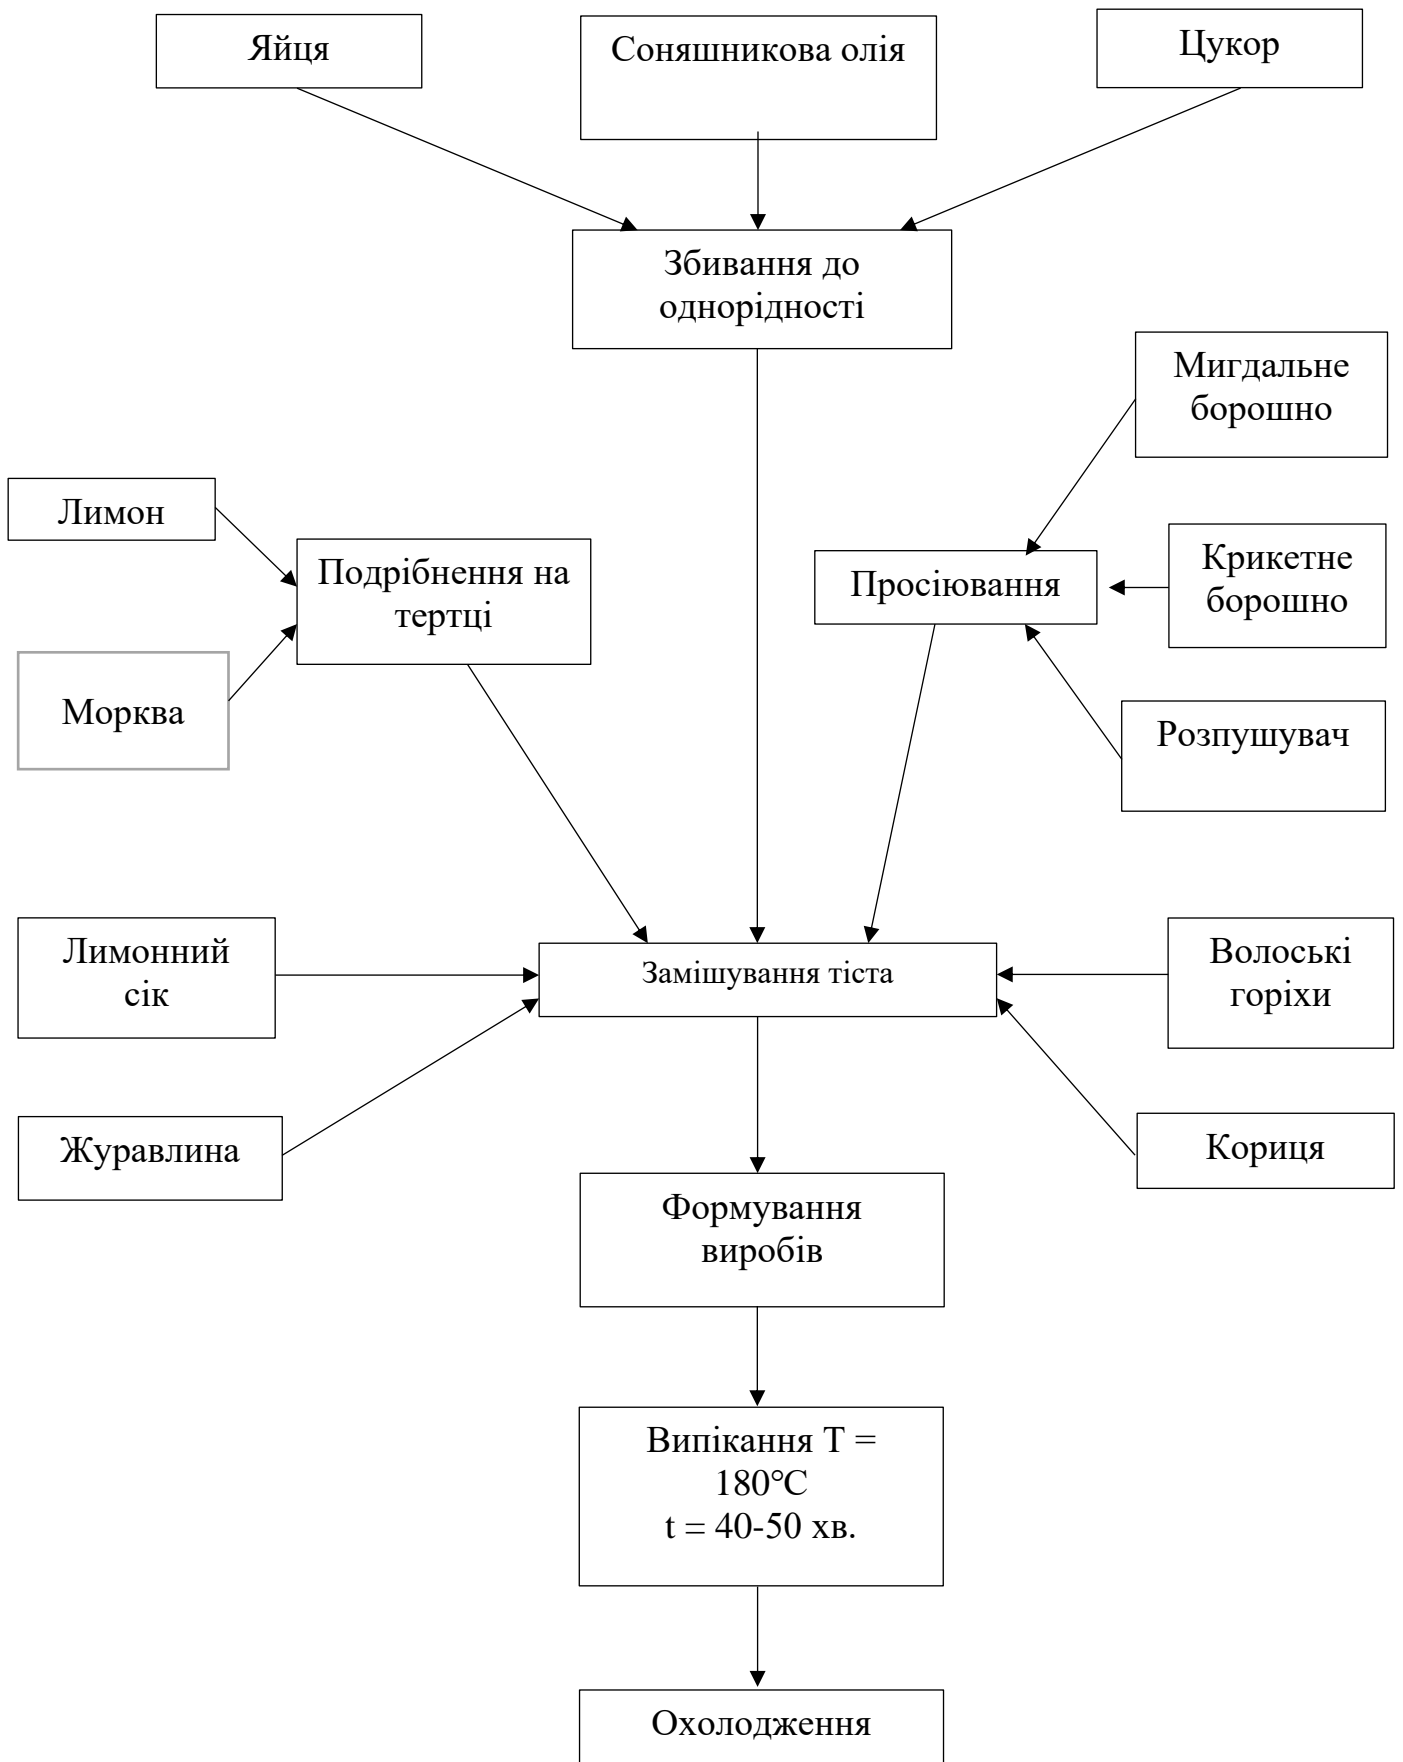 Яйця
Соняшникова олія
Цукор
Збивання до
однорідності
Мигдальне
борошно
Лимон
Подрібнення на
тертці
Просіювання
Крикетне
борошно
Морква
Розпушувач
Лимонний
сік
Замішування тіста
Волоські
горіхи
Журавлина
Кориця
Формування
виробів
Випікання T =
180℃
t = 40-50 хв.
Охолодження